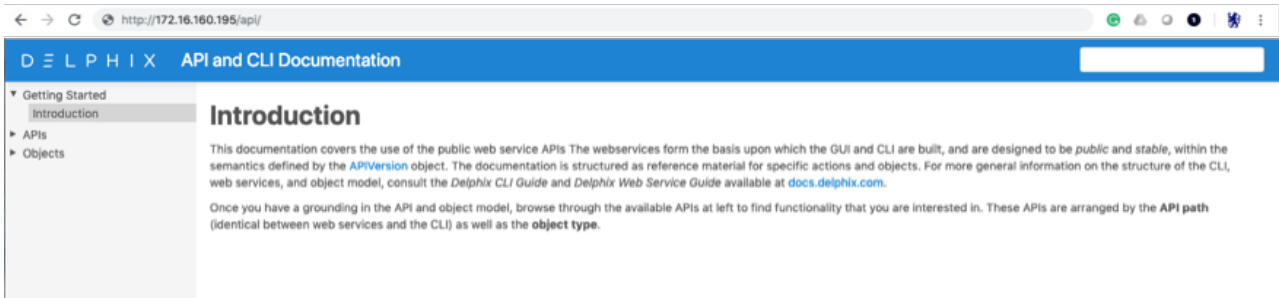 http://172.16.160.195/api/
DELPHIX API and CLI Documentation
Getting Started
Introduction
APIs
Objects
Introduction
This documentation covers the use of the public web service APIs The webservices form the basis upon which the GUI and CLI are built, and are designed to be public and stable, within the
semantics defined by the APIVersion object. The documentation is structured as reference material for specific actions and objects. For more general information on the structure of the CLI,
web services, and object model, consult the Delphix CLI Guide and Delphix Web Service Guide available at docs.delphix.com.
Once you have a grounding in the API and object model, browse through the available APIs at left to find functionality that you are interested in. These APIs are arranged by the API path
(identical between web services and the CLI) as well as the object type.